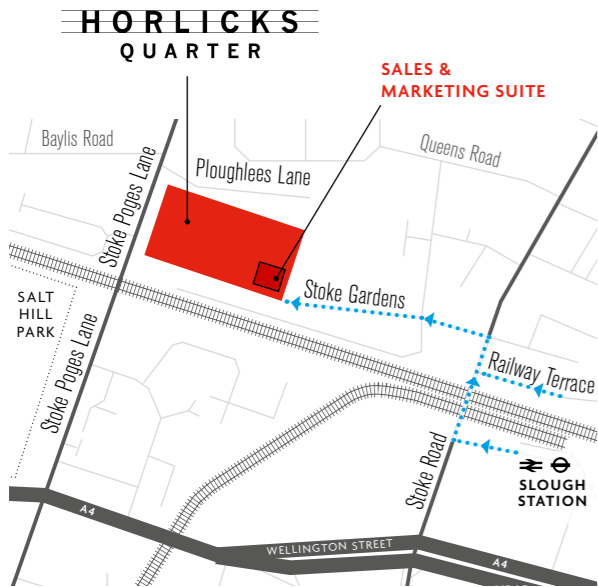 HORLICKS
QUARTER
SALES &
MARKETING SUITE
Baylis Road
Queens Road
Ploughlees Lane
Stoke Poges Lane
Stoke Gardens
SALT
HILL
PARK
Stoke Poges Lane
Railway Terrace
Stoke Road
SLOUGH
STATION
A4
WELLINGTON STREET
A4